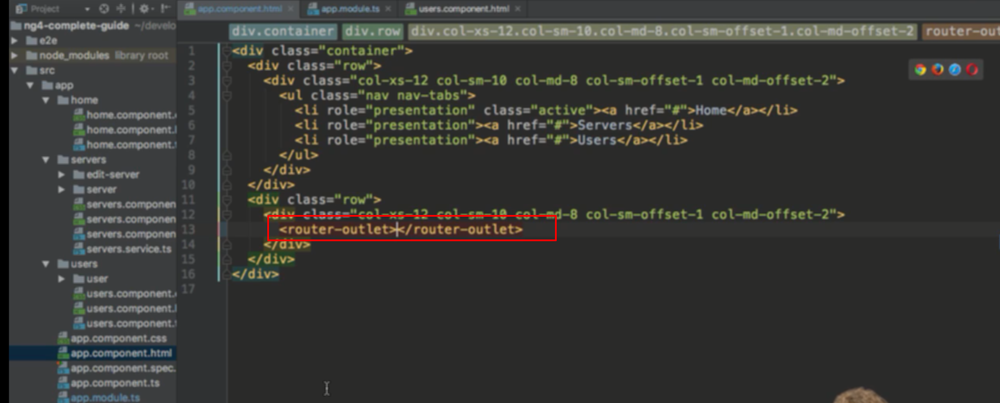 Project
app.component.html
app.module.ts
users.component.html
ng4-complete-guide ~/develo
div.container div.row div.col-xs-12.col-sm-10.col-md-8.col-sm-offset-1.col-md-offset-2 router-out
e2e
node_modules library root
src
app
home
home.component.
home.component.
home.component.
servers
edit-server
server
servers.componen
servers.componen
servers.componen
servers.service.ts
users
user
users.component.
users.component.
users.component.
app.component.css
app.component.html
app.component.spec.
app.component.ts
app.module.ts
1 <div class="container">
2 <div class="row">
3 <div class="col-xs-12 col-sm-10 col-md-8 col-sm-offset-1 col-md-offset-2">
4 <ul class="nav nav-tabs">
5 <li role="presentation" class="active"><a href="#">Home</a></li>
6 <li role="presentation"><a href="#">Servers</a></li>
7 <li role="presentation"><a href="#">Users</a></li>
8 </ul>
9 </div>
10 </div>
11 <div class="row">
12 <div class="col-xs-12 col-sm-10 col-md-8 col-sm-offset-1 col-md-offset-2">
13 <router-outlet></router-outlet>
14 </div>
15 </div>
16 </div>
17